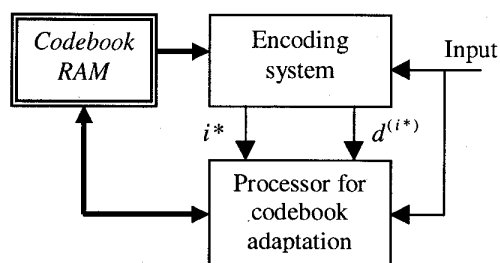 Codebook
RAM
Encoding
system
Input
i*
d^(i*)
Processor for
codebook
adaptation